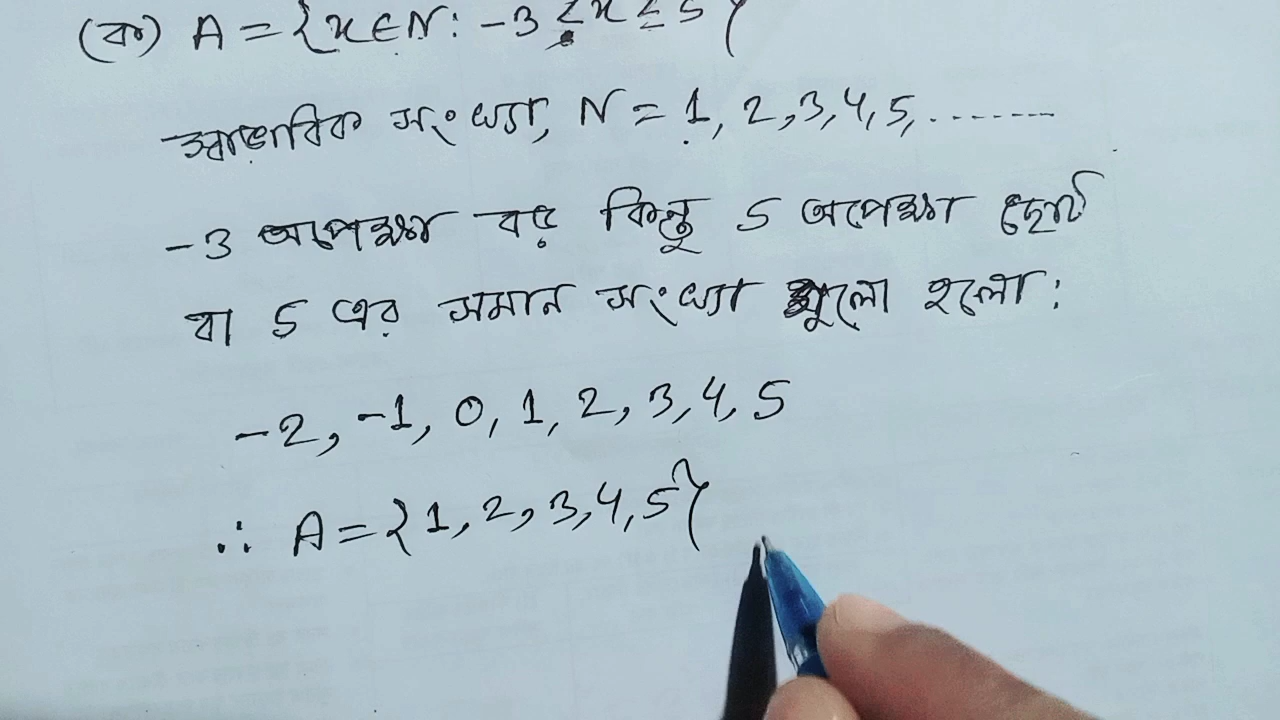 (ক) A = {x∈N: -3 < x ≤ 5}
স্বাভাবিক সংখ্যা, N = 1, 2, 3, 4, 5, ........
-3 অপেক্ষা বড় কিন্তু 5 অপেক্ষা ছোট
বা 5 এর সমান সংখ্যা গুলো হলো:
-2, -1, 0, 1, 2, 3, 4, 5
∴ A = {1, 2, 3, 4, 5}